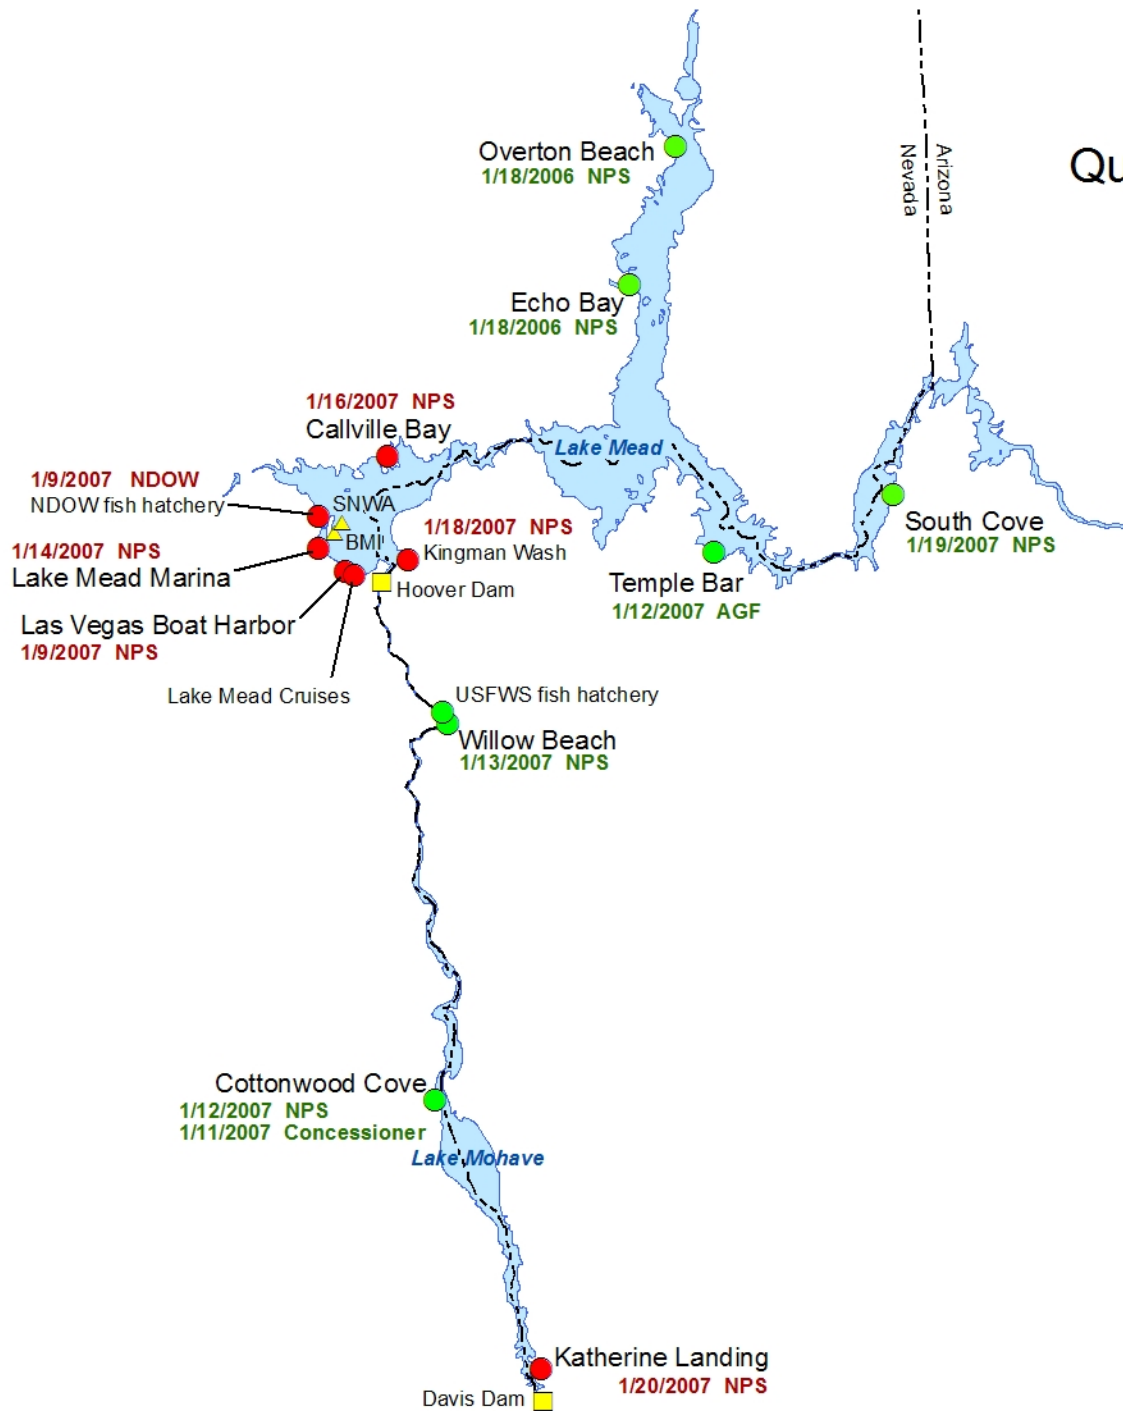 Overton Beach
1/18/2006 NPS
Arizona
Nevada
Qu
Echo Bay
1/18/2006 NPS
1/16/2007 NPS
Callville Bay
Lake Mead
1/9/2007 NDOW
NDOW fish hatchery
SNWA
BMI
1/18/2007 NPS
Kingman Wash
South Cove
1/19/2007 NPS
1/14/2007 NPS
Lake Mead Marina
Hoover Dam
Temple Bar
1/12/2007 AGF
Las Vegas Boat Harbor
1/9/2007 NPS
Lake Mead Cruises
USFWS fish hatchery
Willow Beach
1/13/2007 NPS
Cottonwood Cove
1/12/2007 NPS
1/11/2007 Concessioner
Lake Mohave
Katherine Landing
1/20/2007 NPS
Davis Dam